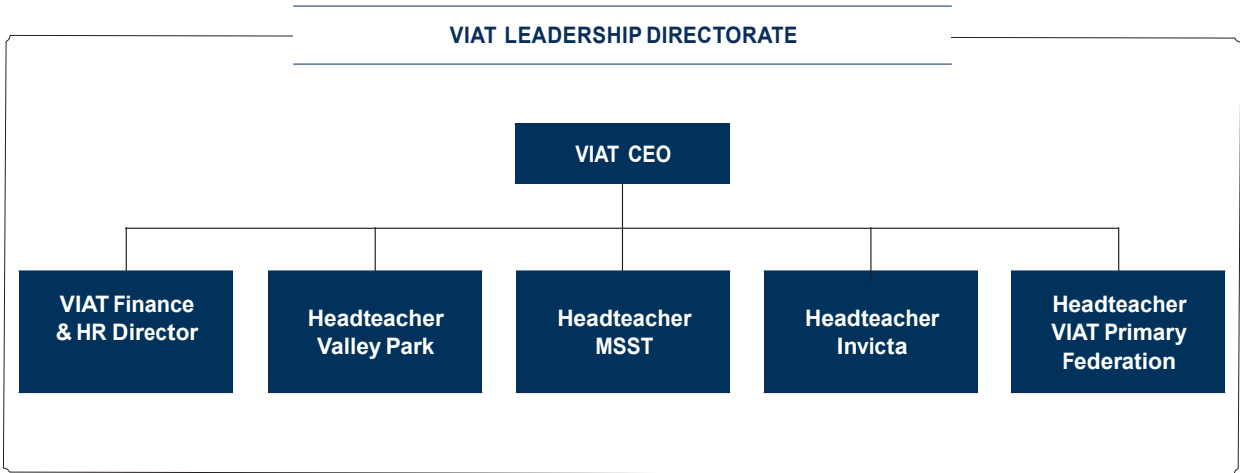 VIAT LEADERSHIP DIRECTORATE
VIAT CEO
VIAT Finance
& HR Director
Headteacher
Valley Park
Headteacher
MSST
Headteacher
Invicta
Headteacher
VIAT Primary
Federation